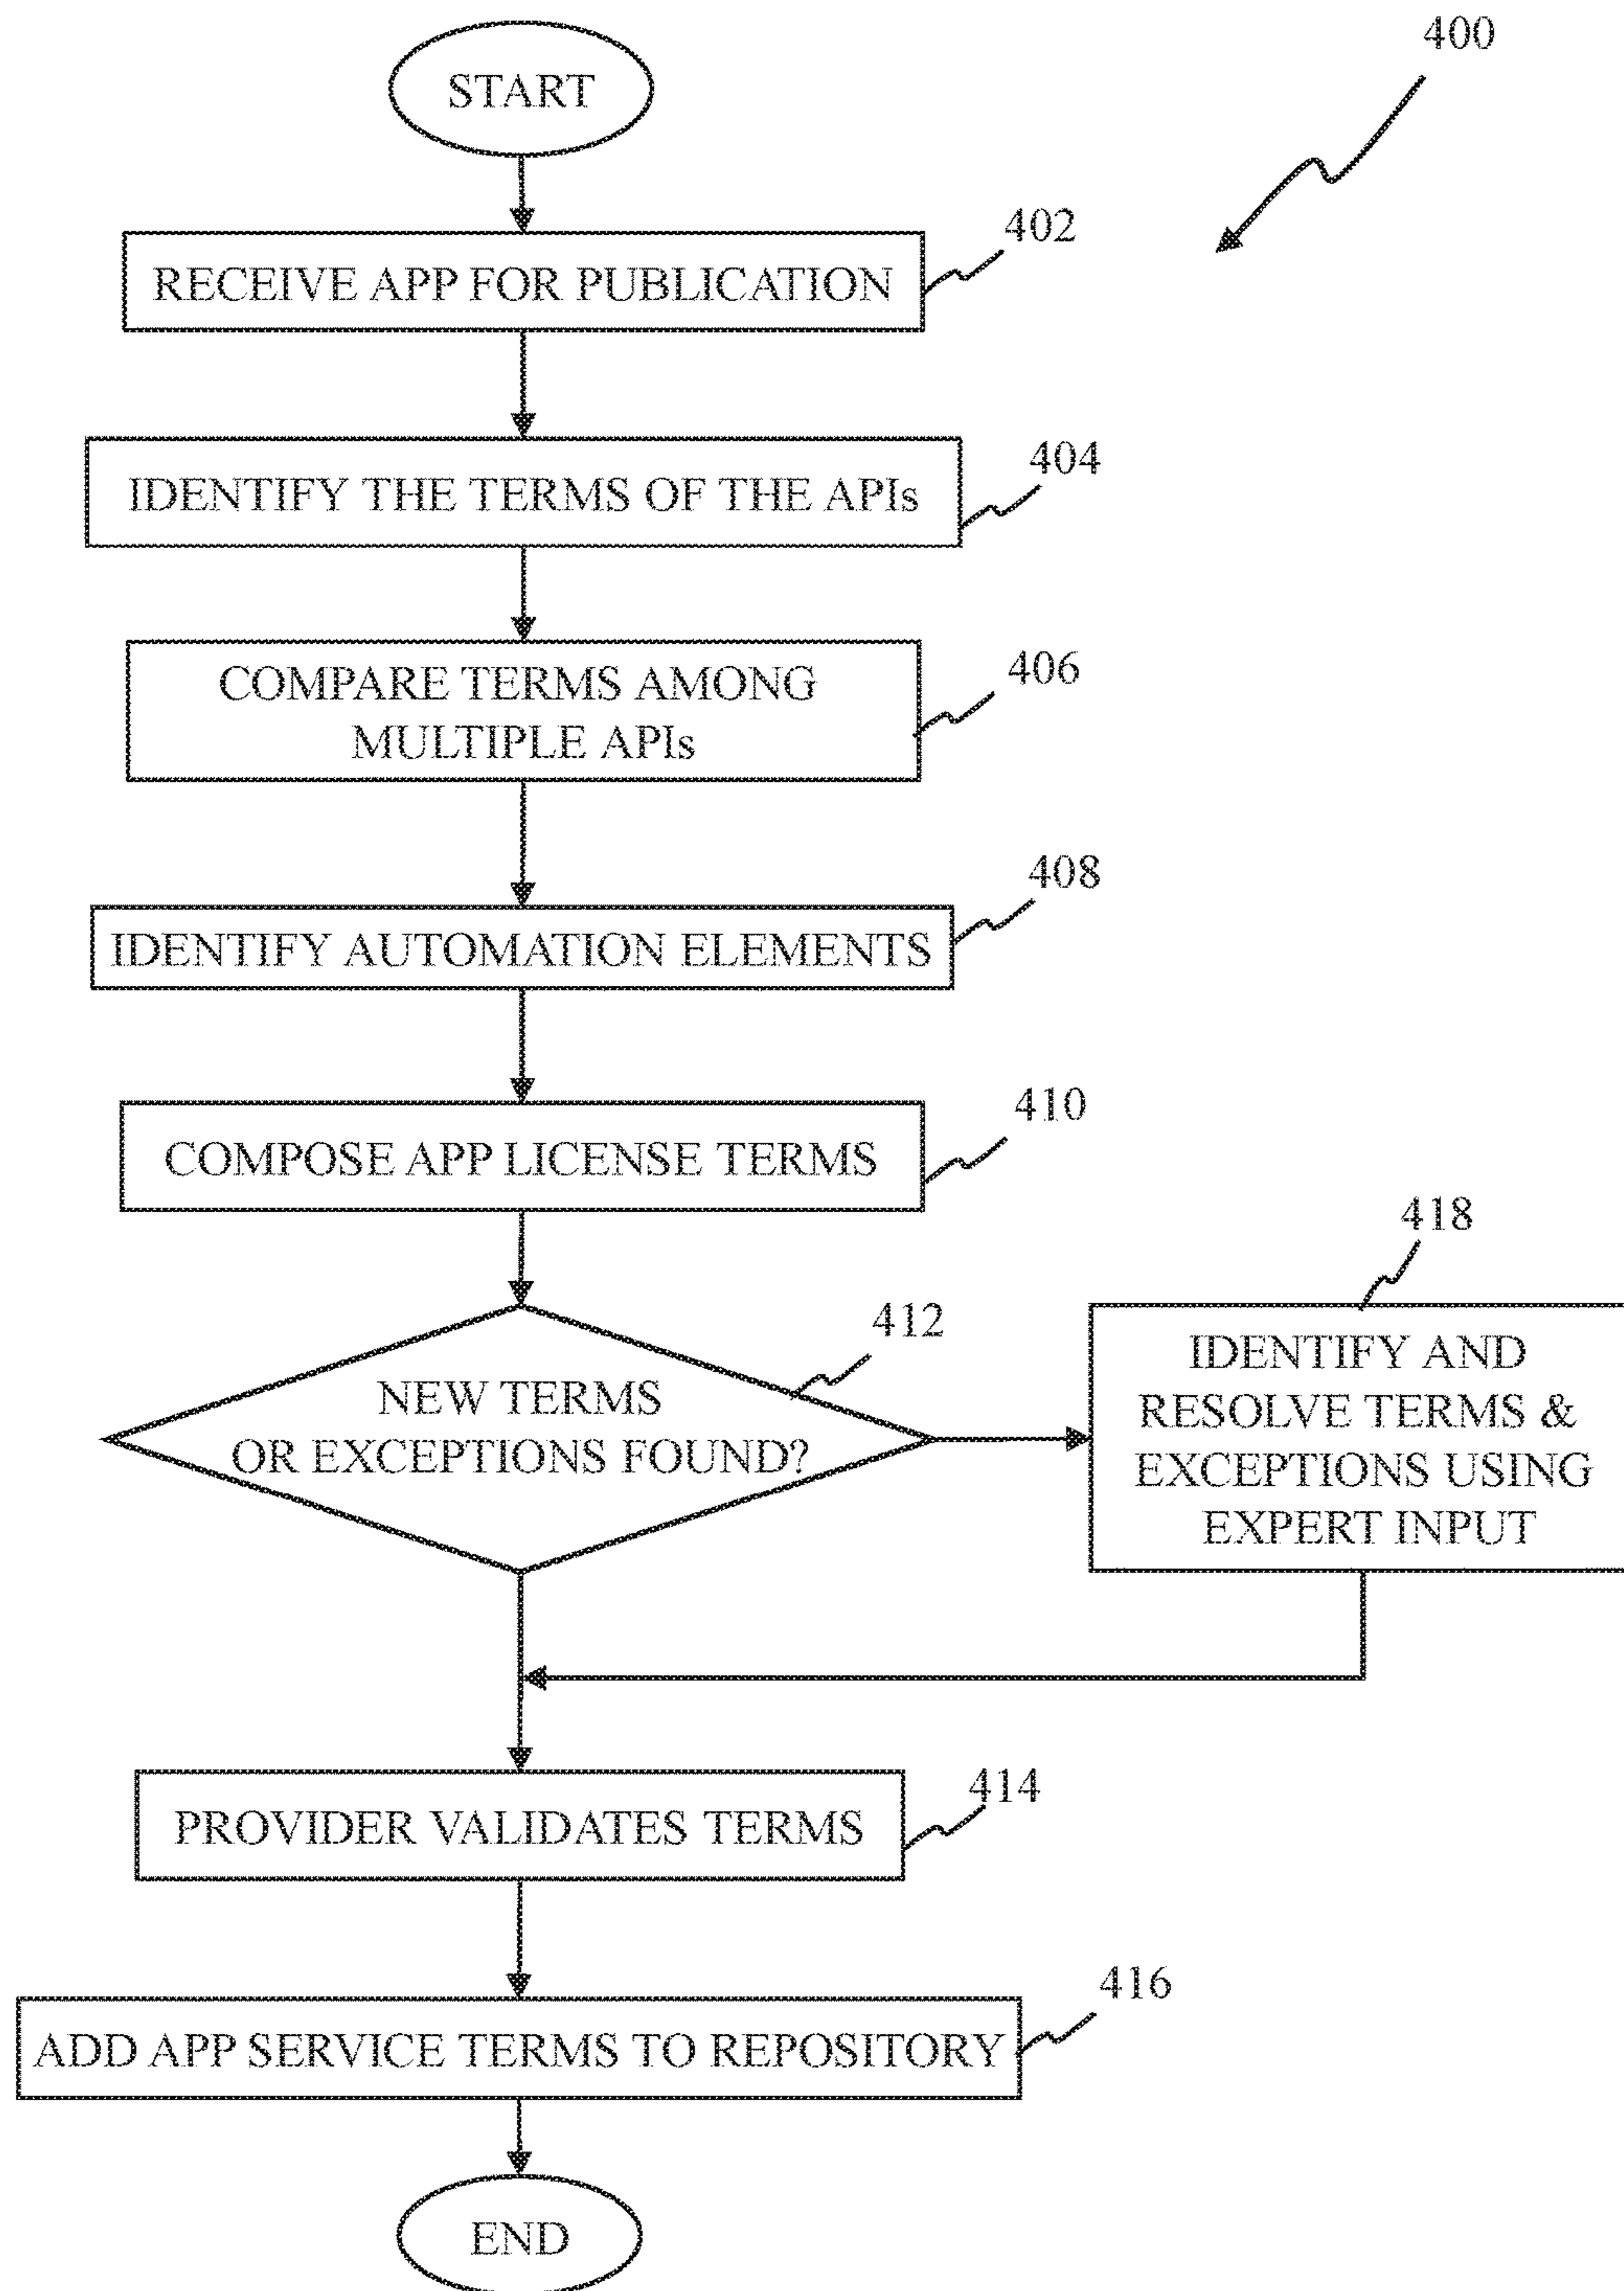 400
START
402
RECEIVE APP FOR PUBLICATION
404
IDENTIFY THE TERMS OF THE APIs
406
COMPARE TERMS AMONG
MULTIPLE APIs
408
IDENTIFY AUTOMATION ELEMENTS
410
COMPOSE APP LICENSE TERMS
412
NEW TERMS
OR EXCEPTIONS FOUND?
418
IDENTIFY AND
RESOLVE TERMS &
EXCEPTIONS USING
EXPERT INPUT
414
PROVIDER VALIDATES TERMS
416
ADD APP SERVICE TERMS TO REPOSITORY
END